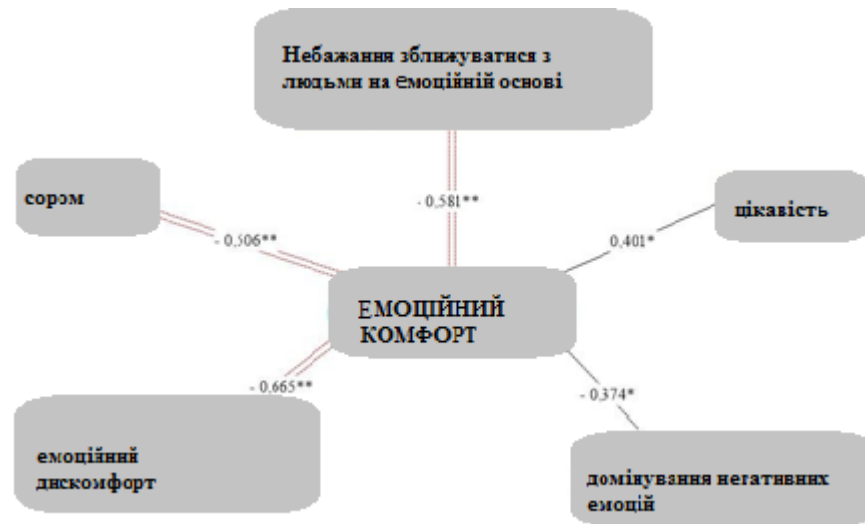 Небажання зближуватися з
людьми на емоційній основі
сором
- 0,581**
цікавість
- 0,506**
0,401*
ЕМОЦІЙНИЙ
КОМФОРТ
- 0,665**
- 0,374*
емоційний
дискомфорт
домінування негативних
емоцій